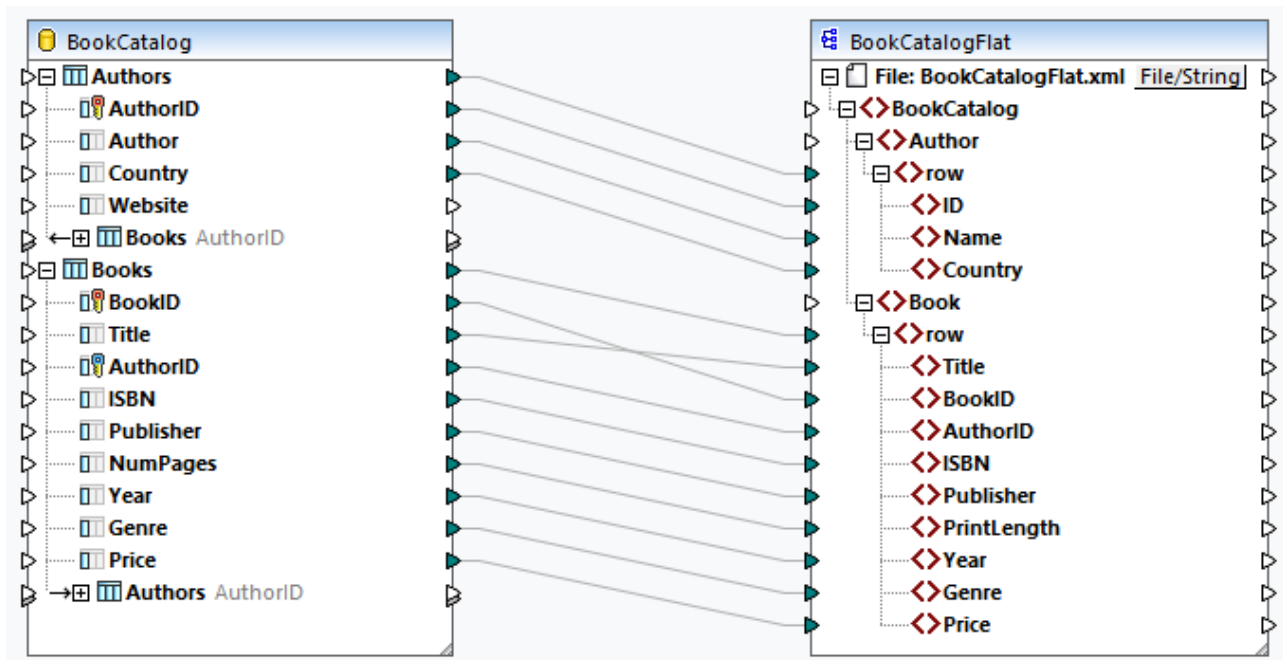 BookCatalog
Authors
AuthorID
Author
Country
Website
Books AuthorID
Books
BookID
Title
AuthorID
ISBN
Publisher
NumPages
Year
Genre
Price
Authors AuthorID
BookCatalogFlat
File: BookCatalogFlat.xml File/String
BookCatalog
Author
row
ID
Name
Country
Book
row
Title
BookID
AuthorID
ISBN
Publisher
PrintLength
Year
Genre
Price